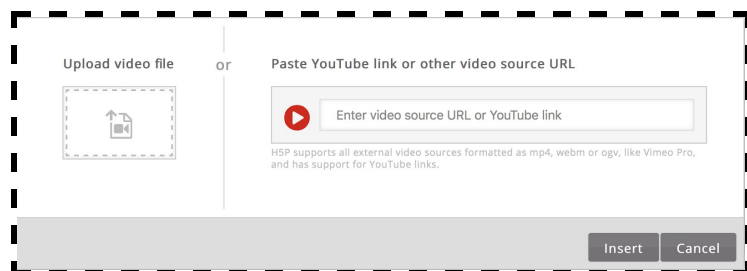 Upload video file
or
Paste YouTube link or other video source URL
Enter video source URL or YouTube link
H5P supports all external video sources formatted as mp4, webm or ogv, like Vimeo Pro,
and has support for YouTube links.
Insert
Cancel